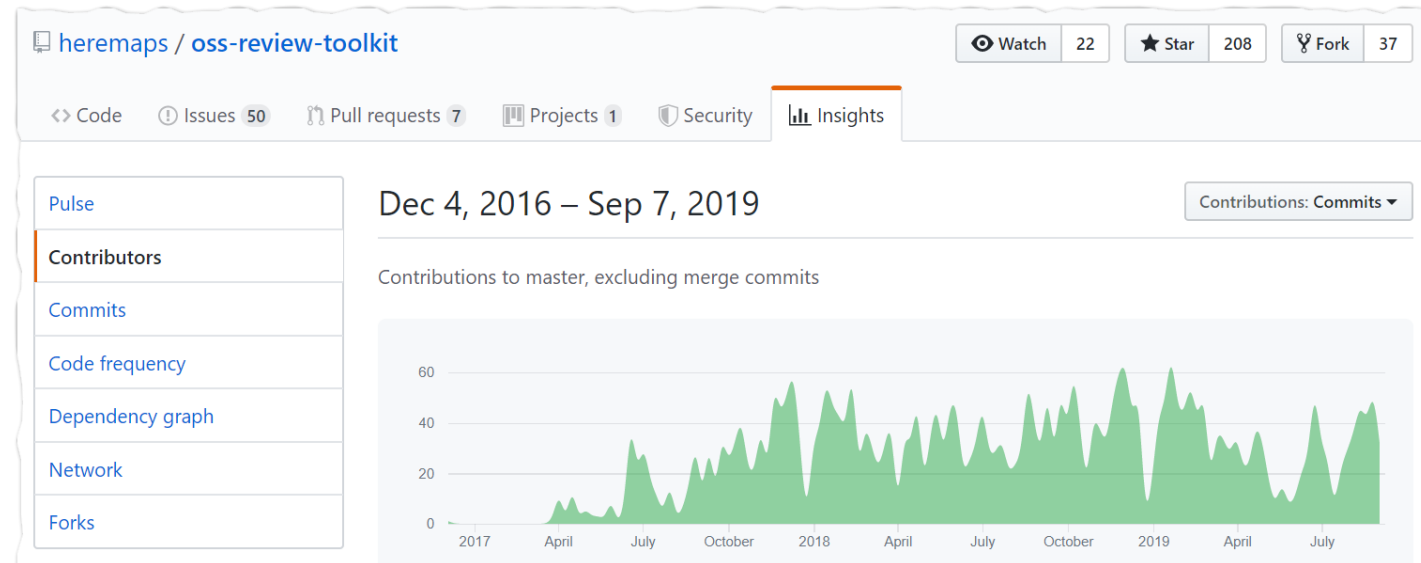 heremaps / oss-review-toolkit
Watch 22
Star 208
Fork 37
Code
Issues 50
Pull requests 7
Projects 1
Security
Insights
Pulse
Contributors
Commits
Code frequency
Dependency graph
Network
Forks
Dec 4, 2016 – Sep 7, 2019
Contributions: Commits
Contributions to master, excluding merge commits
60
40
20
0
2017 April July October 2018 April July October 2019 April July